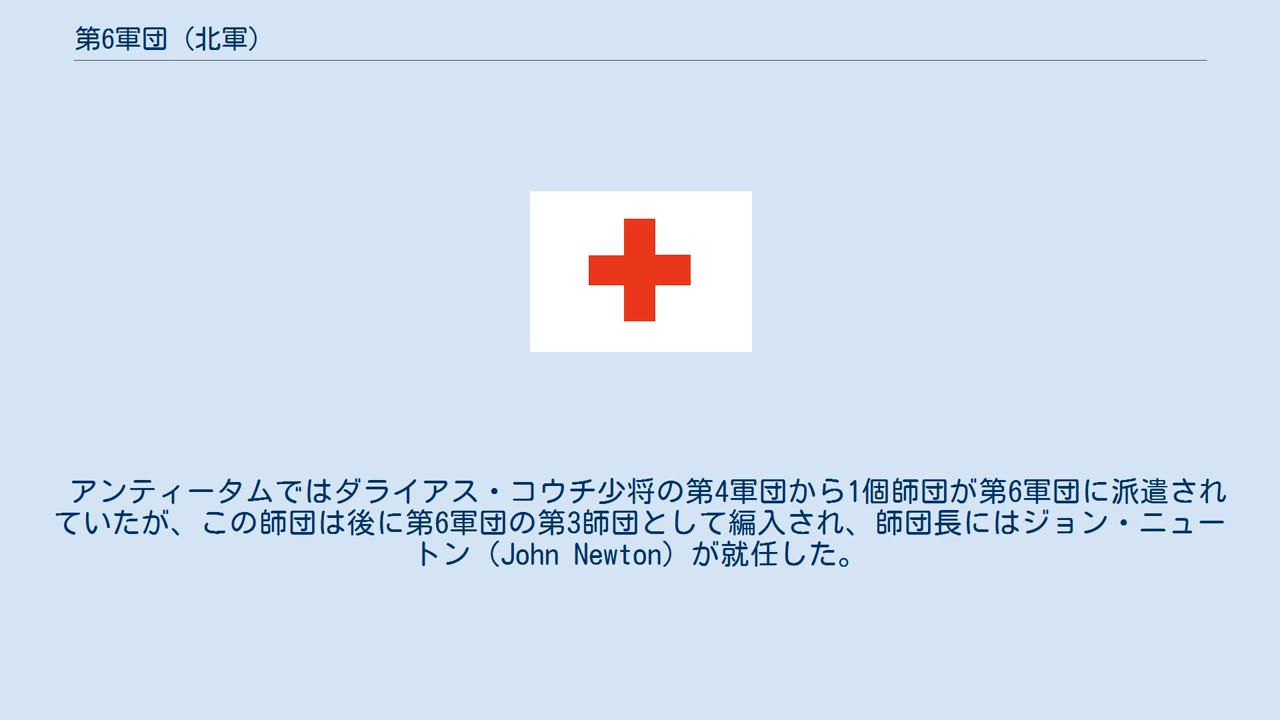 第6軍団（北軍）
アンティータムではダライアス・コウチ少将の第4軍団から1個師団が第6軍団に派遣され
ていたが、この師団は後に第6軍団の第3師団として編入され、師団長にはジョン・ニュー
トン（John Newton）が就任した。